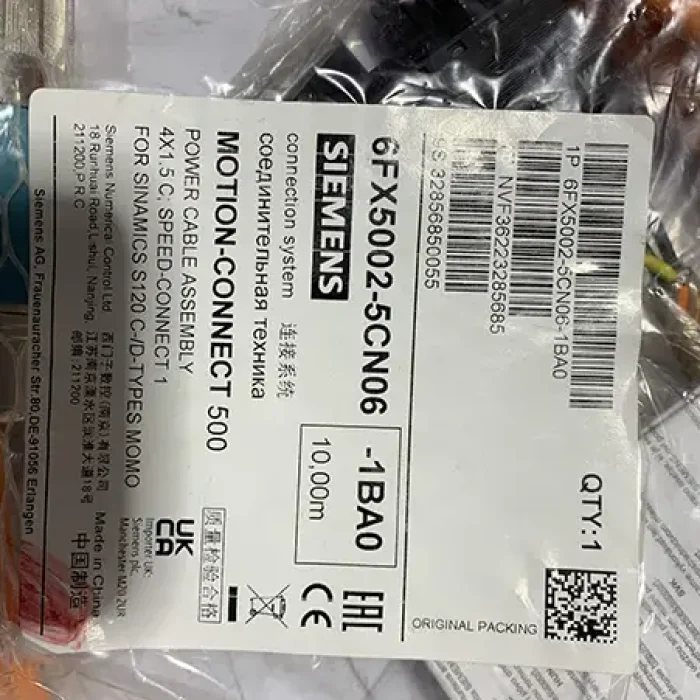 1P 6FX5002-5CN06-1BA0
QTY:1
NVF36223285685
S 32856850055
ORIGINAL PACKING
6FX5002-5CN06
-1BA0
10,00m
SIEMENS
connection system 连接系统
соединительная техника
MOTION-CONNECT 500
POWER CABLE ASSEMBLY
4X1.5 C; SPEED-CONNECT 1
FOR SINAMICS S120 C-/D-TYPES MOMO
EAC
CE
质量检验合格
UK
CA
Importer UK:
Siemens plc,
Manchester M20 2UR
Siemens Numerical Control Ltd
18 Runhuai Road,L-shui, Nanjing,
211200,P.R.C
西门子数控(南京)有限公司
江苏南京溧水区润淮大道18号
邮编:211200
Made in China
中国制造
Siemens AG, Frauenauracher Str.80,DE-91056 Erlangen